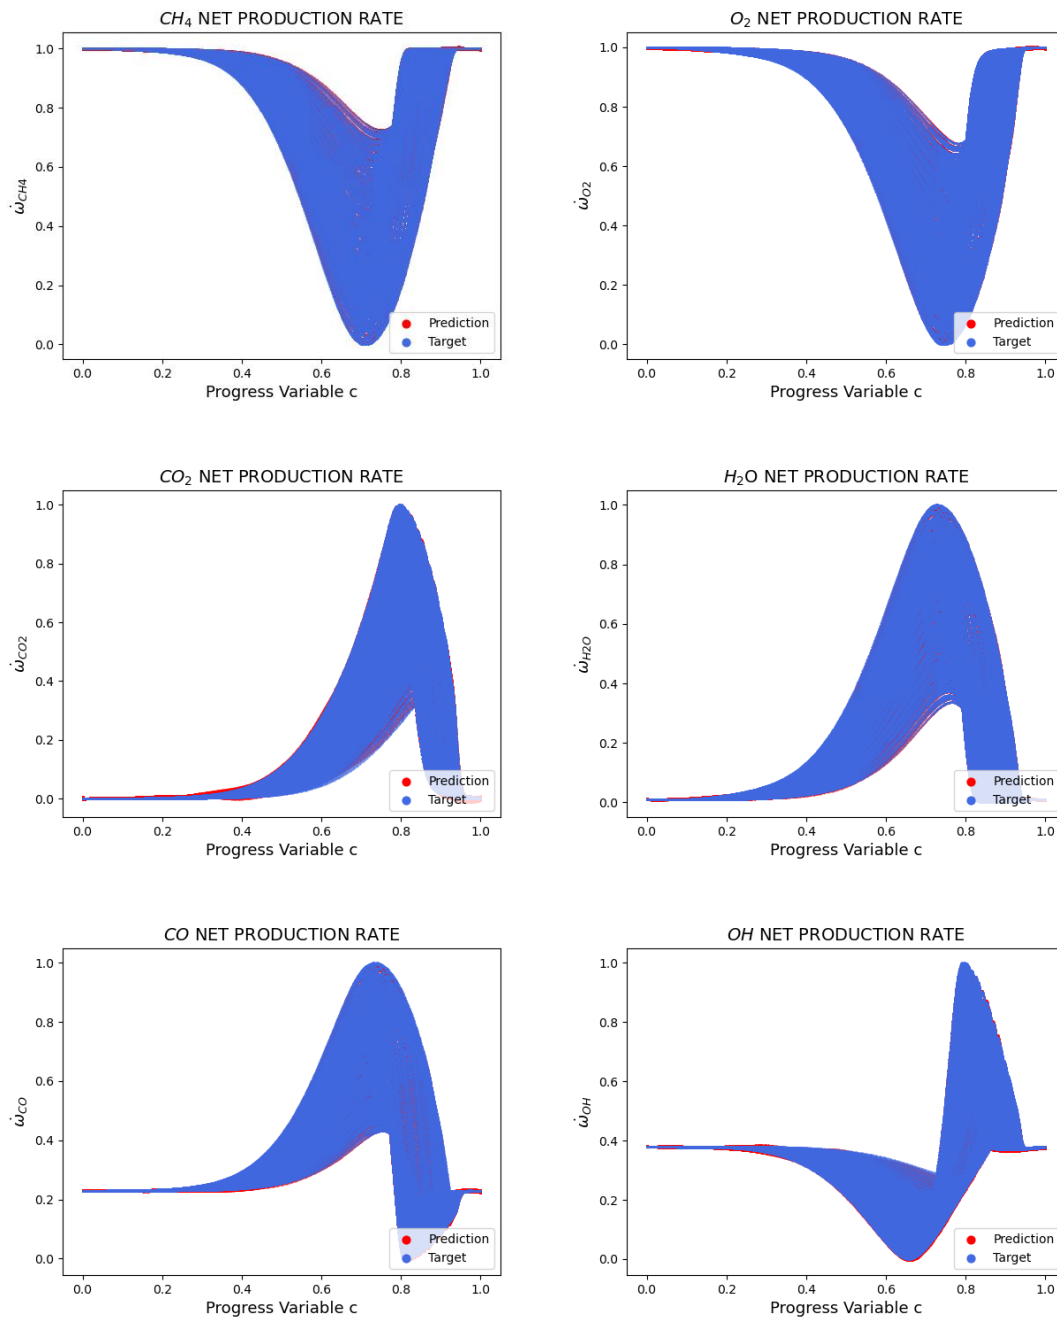 CH₄ NET PRODUCTION RATE
1.0
0.8
0.6
0.4
0.2
0.0
ω̇_CH4
Prediction
Target
0.0 0.2 0.4 0.6 0.8 1.0
Progress Variable c
O₂ NET PRODUCTION RATE
1.0
0.8
0.6
0.4
0.2
0.0
ω̇_O2
Prediction
Target
0.0 0.2 0.4 0.6 0.8 1.0
Progress Variable c
CO₂ NET PRODUCTION RATE
1.0
0.8
0.6
0.4
0.2
0.0
ω̇_CO2
Prediction
Target
0.0 0.2 0.4 0.6 0.8 1.0
Progress Variable c
H₂O NET PRODUCTION RATE
1.0
0.8
0.6
0.4
0.2
0.0
ω̇_H2O
Prediction
Target
0.0 0.2 0.4 0.6 0.8 1.0
Progress Variable c
CO NET PRODUCTION RATE
1.0
0.8
0.6
0.4
0.2
0.0
ω̇_CO
Prediction
Target
0.0 0.2 0.4 0.6 0.8 1.0
Progress Variable c
OH NET PRODUCTION RATE
1.0
0.8
0.6
0.4
0.2
0.0
ω̇_OH
Prediction
Target
0.0 0.2 0.4 0.6 0.8 1.0
Progress Variable c